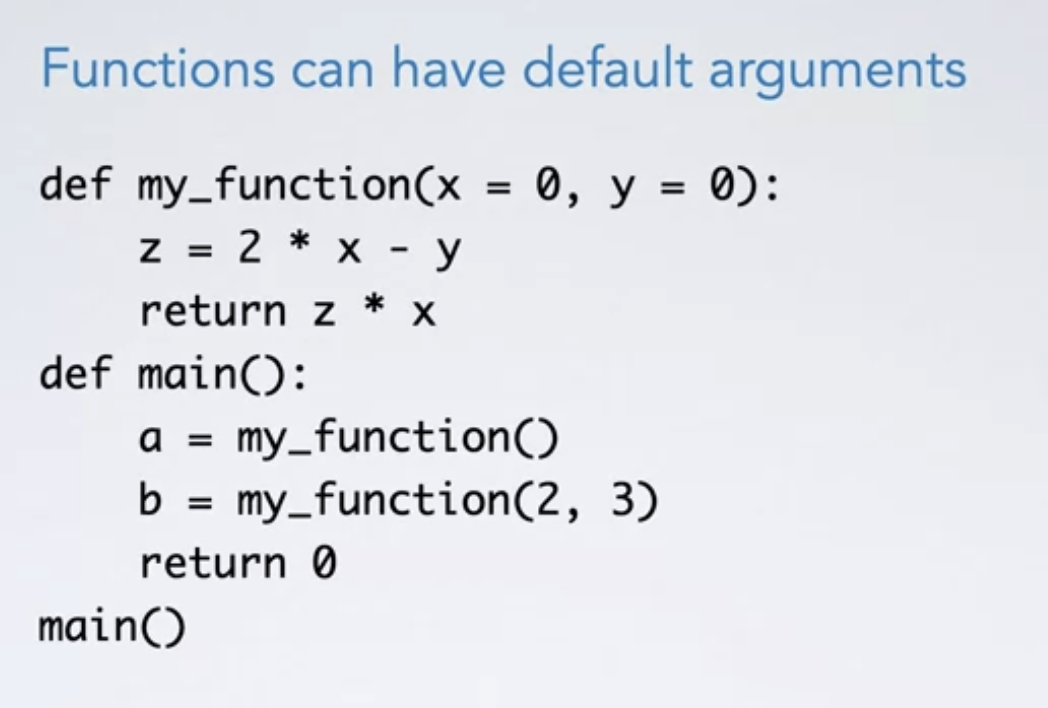 Functions can have default arguments
def my_function(x = 0, y = 0):
    z = 2 * x - y
    return z * x
def main():
    a = my_function()
    b = my_function(2, 3)
    return 0
main()